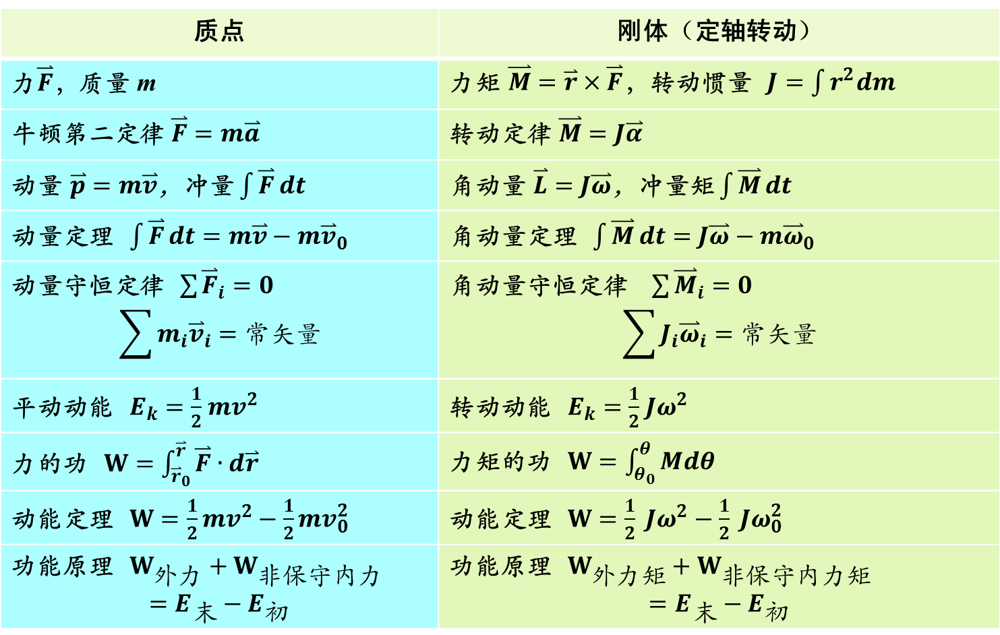 质点
刚体（定轴转动）
力 $\vec{F}$，质量 m
力矩 $\vec{M} = \vec{r} \times \vec{F}$，转动惯量 $J = \int r^2 dm$
牛顿第二定律 $\vec{F} = m\vec{a}$
转动定律 $\vec{M} = J\vec{\alpha}$
动量 $\vec{p} = m\vec{v}$，冲量 $\int \vec{F} dt$
角动量 $\vec{L} = J\vec{\omega}$，冲量矩 $\int \vec{M} dt$
动量定理 $\int \vec{F} dt = m\vec{v} - m\vec{v}_0$
角动量定理 $\int \vec{M} dt = J\vec{\omega} - m\vec{\omega}_0$
动量守恒定律 $\sum \vec{F}_i = 0$
$\sum m_i \vec{v}_i = $ 常矢量
角动量守恒定律 $\sum \vec{M}_i = 0$
$\sum J_i \vec{\omega}_i = $ 常矢量
平动动能 $E_k = \frac{1}{2} mv^2$
转动动能 $E_k = \frac{1}{2} J\omega^2$
力的功 $W = \int_{\vec{r}_0}^{\vec{r}} \vec{F} \cdot d\vec{r}$
力矩的功 $W = \int_{\theta_0}^{\theta} M d\theta$
动能定理 $W = \frac{1}{2} mv^2 - \frac{1}{2} mv_0^2$
动能定理 $W = \frac{1}{2} J\omega^2 - \frac{1}{2} J\omega_0^2$
功能原理 $W_{外力} + W_{非保守内力}$
$= E_{末} - E_{初}$
功能原理 $W_{外力矩} + W_{非保守内力矩}$
$= E_{末} - E_{初}$